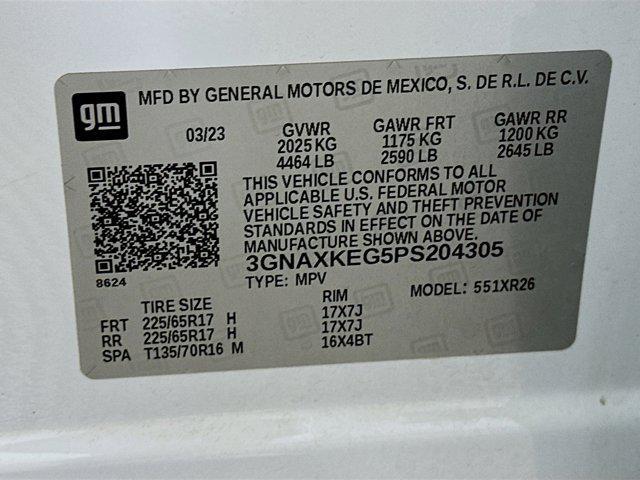 gm MFD BY GENERAL MOTORS DE MEXICO, S. DE R.L. DE C.V.
03/23 GVWR GAWR FRT GAWR RR
2025 KG 1175 KG 1200 KG
4464 LB 2590 LB 2645 LB
THIS VEHICLE CONFORMS TO ALL
APPLICABLE U.S. FEDERAL MOTOR
VEHICLE SAFETY AND THEFT PREVENTION
STANDARDS IN EFFECT ON THE DATE OF
MANUFACTURE SHOWN ABOVE.
3GNAXKEG5PS204305
8624 TYPE: MPV MODEL: 551XR26
TIRE SIZE RIM
FRT 225/65R17 H 17X7J
RR 225/65R17 H 17X7J
SPA T135/70R16 M 16X4BT